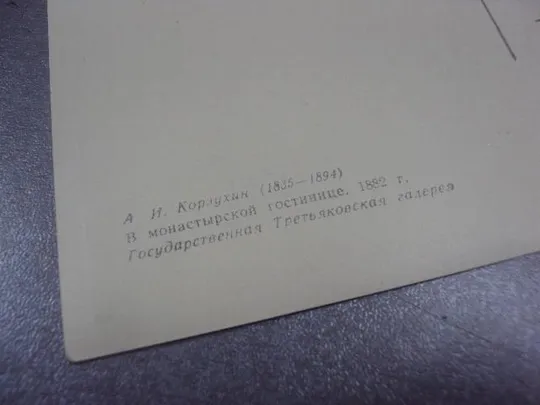 А. И. Корзухин (1835—1894)
В монастырской гостинице, 1882 г.
Государственная Третьяковская галерея